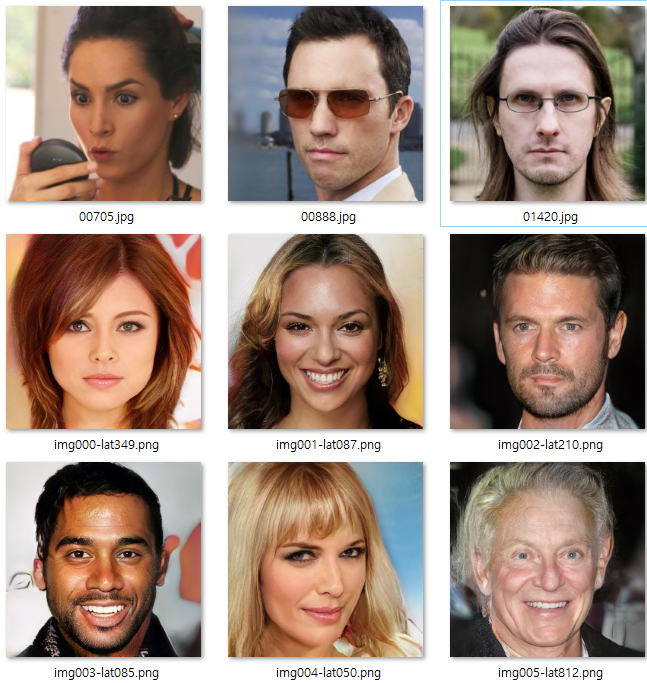 00705.jpg
00888.jpg
01420.jpg
img000-lat349.png
img001-lat087.png
img002-lat210.png
img003-lat085.png
img004-lat050.png
img005-lat812.png